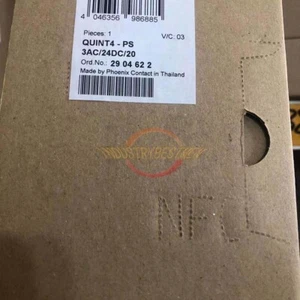 4 046356 986885
Pieces: 1 V/C: 03
QUINT4 - PS
3AC/24DC/20
Ord.No.: 29 04 62 2
Made by Phoenix Contact in Thailand
NFC